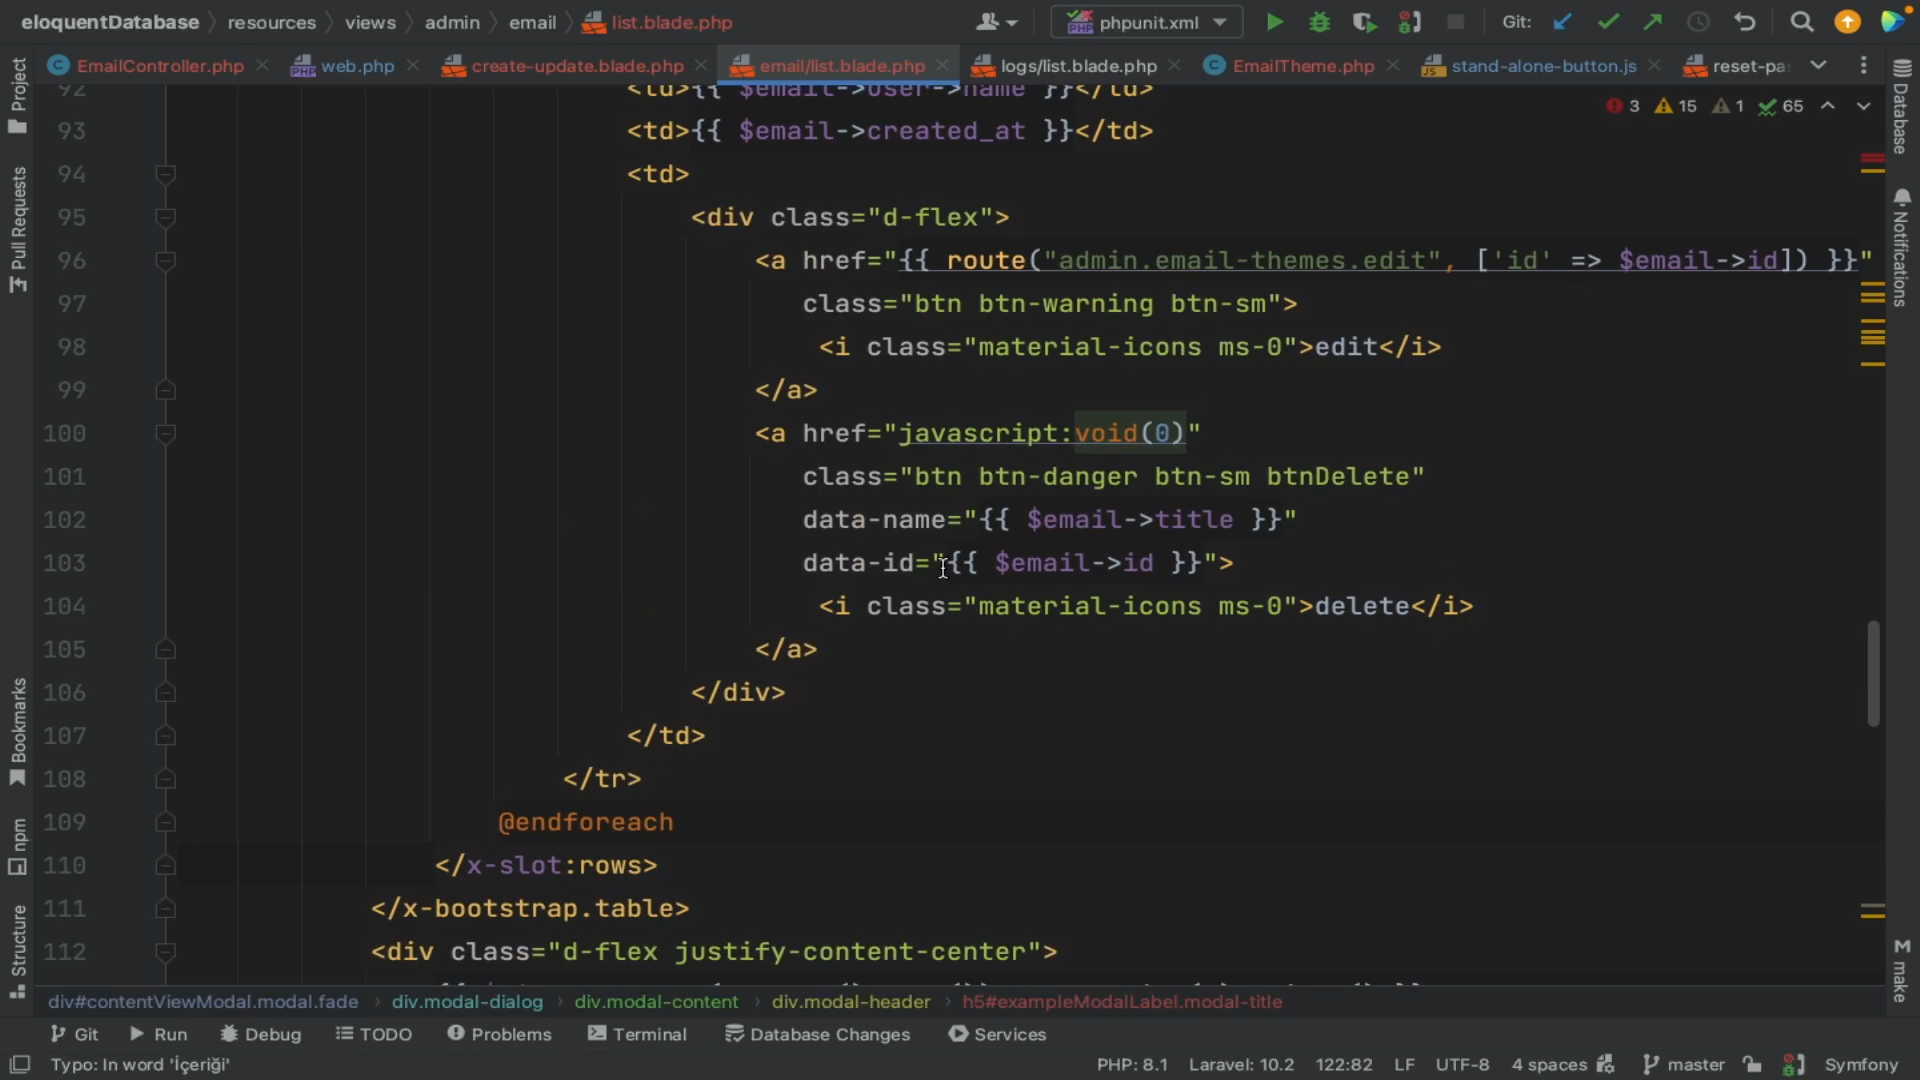 eloquentDatabase resources views admin email list.blade.php phpunit.xml Git:
EmailController.php web.php create-update.blade.php email/list.blade.php logs/list.blade.php EmailTheme.php stand-alone-button.js reset-pa
3 15 1 65
92 <td>{{ $email->user->name }}</td>
93 <td>{{ $email->created_at }}</td>
94 <td>
95 <div class="d-flex">
96 <a href="{{ route("admin.email-themes.edit", ['id' => $email->id]) }}"
97 class="btn btn-warning btn-sm">
98 <i class="material-icons ms-0">edit</i>
99 </a>
100 <a href="javascript:void(0)"
101 class="btn btn-danger btn-sm btnDelete"
102 data-name="{{ $email->title }}"
103 data-id="{{ $email->id }}">
104 <i class="material-icons ms-0">delete</i>
105 </a>
106 </div>
107 </td>
108 </tr>
109 @endforeach
110 </x-slot:rows>
111 </x-bootstrap.table>
112 <div class="d-flex justify-content-center">
Project
Pull Requests
Bookmarks
npm
Structure
Database
Notifications
make
div#contentViewModal.modal.fade div.modal-dialog div.modal-content div.modal-header h5#exampleModalLabel.modal-title
Git Run Debug TODO Problems Terminal Database Changes Services
Typo: In word 'İçeriği' PHP: 8.1 Laravel: 10.2 122:82 LF UTF-8 4 spaces master Symfony